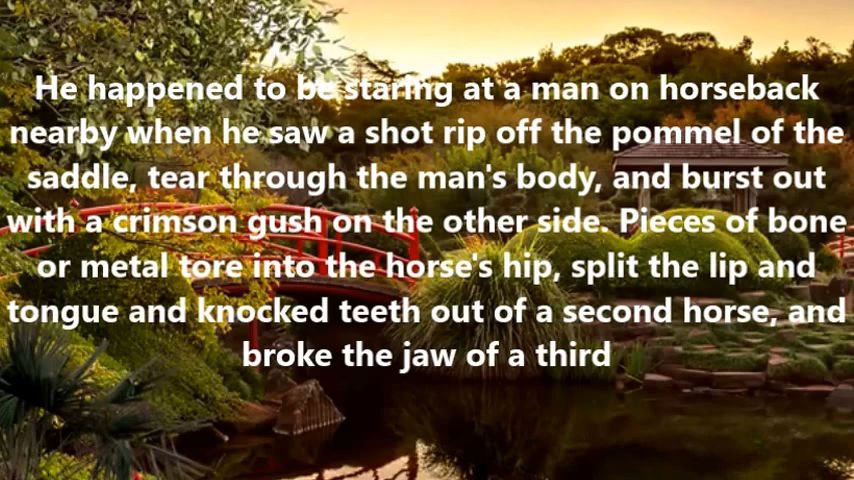 He happened to be staring at a man on horseback
nearby when he saw a shot rip off the pommel of the
saddle, tear through the man's body, and burst out
with a crimson gush on the other side. Pieces of bone
or metal tore into the horse's hip, split the lip and
tongue and knocked teeth out of a second horse, and
broke the jaw of a third